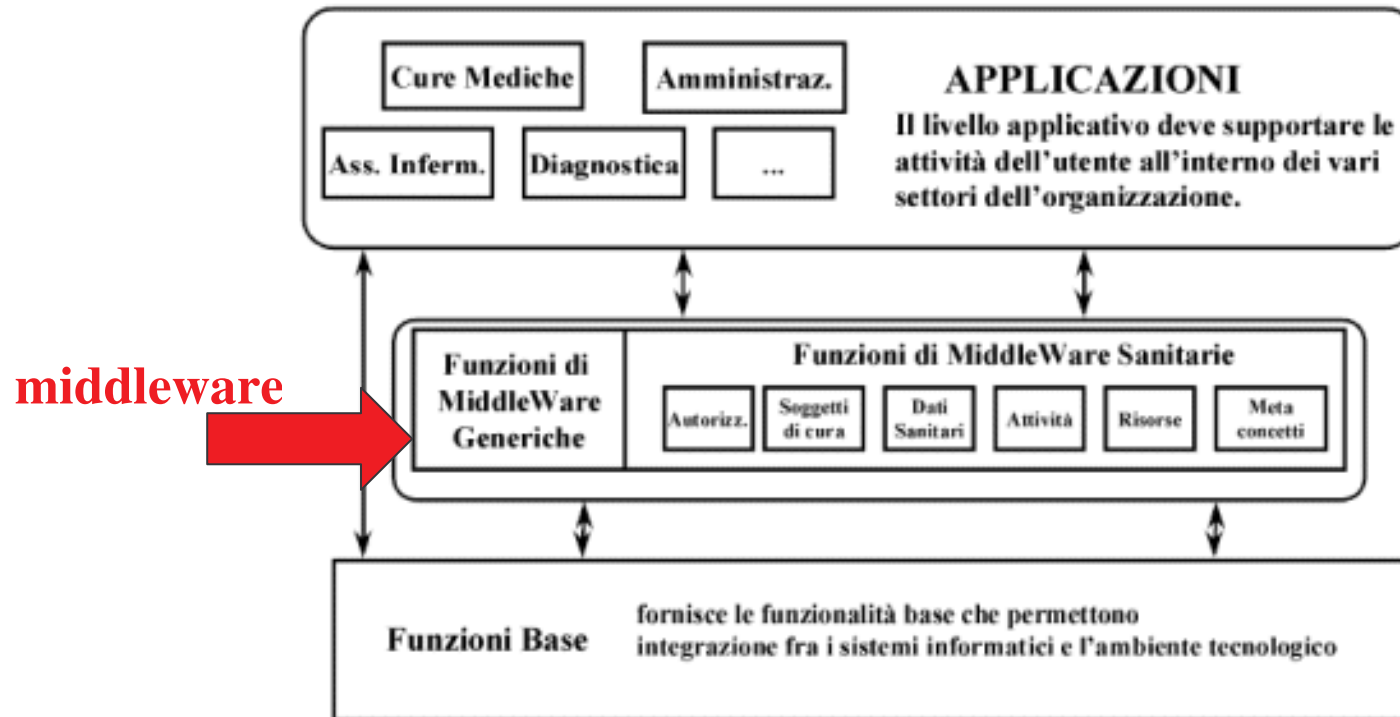 Cure Mediche
Amministraz.
Ass. Inferm.
Diagnostica
...
APPLICAZIONI
Il livello applicativo deve supportare le
attività dell'utente all'interno dei vari
settori dell'organizzazione.
middleware
Funzioni di
MiddleWare
Generiche
Funzioni di MiddleWare Sanitarie
Autorizz.
Soggetti
di cura
Dati
Sanitari
Attività
Risorse
Meta
concetti
Funzioni Base
fornisce le funzionalità base che permettono
integrazione fra i sistemi informatici e l'ambiente tecnologico